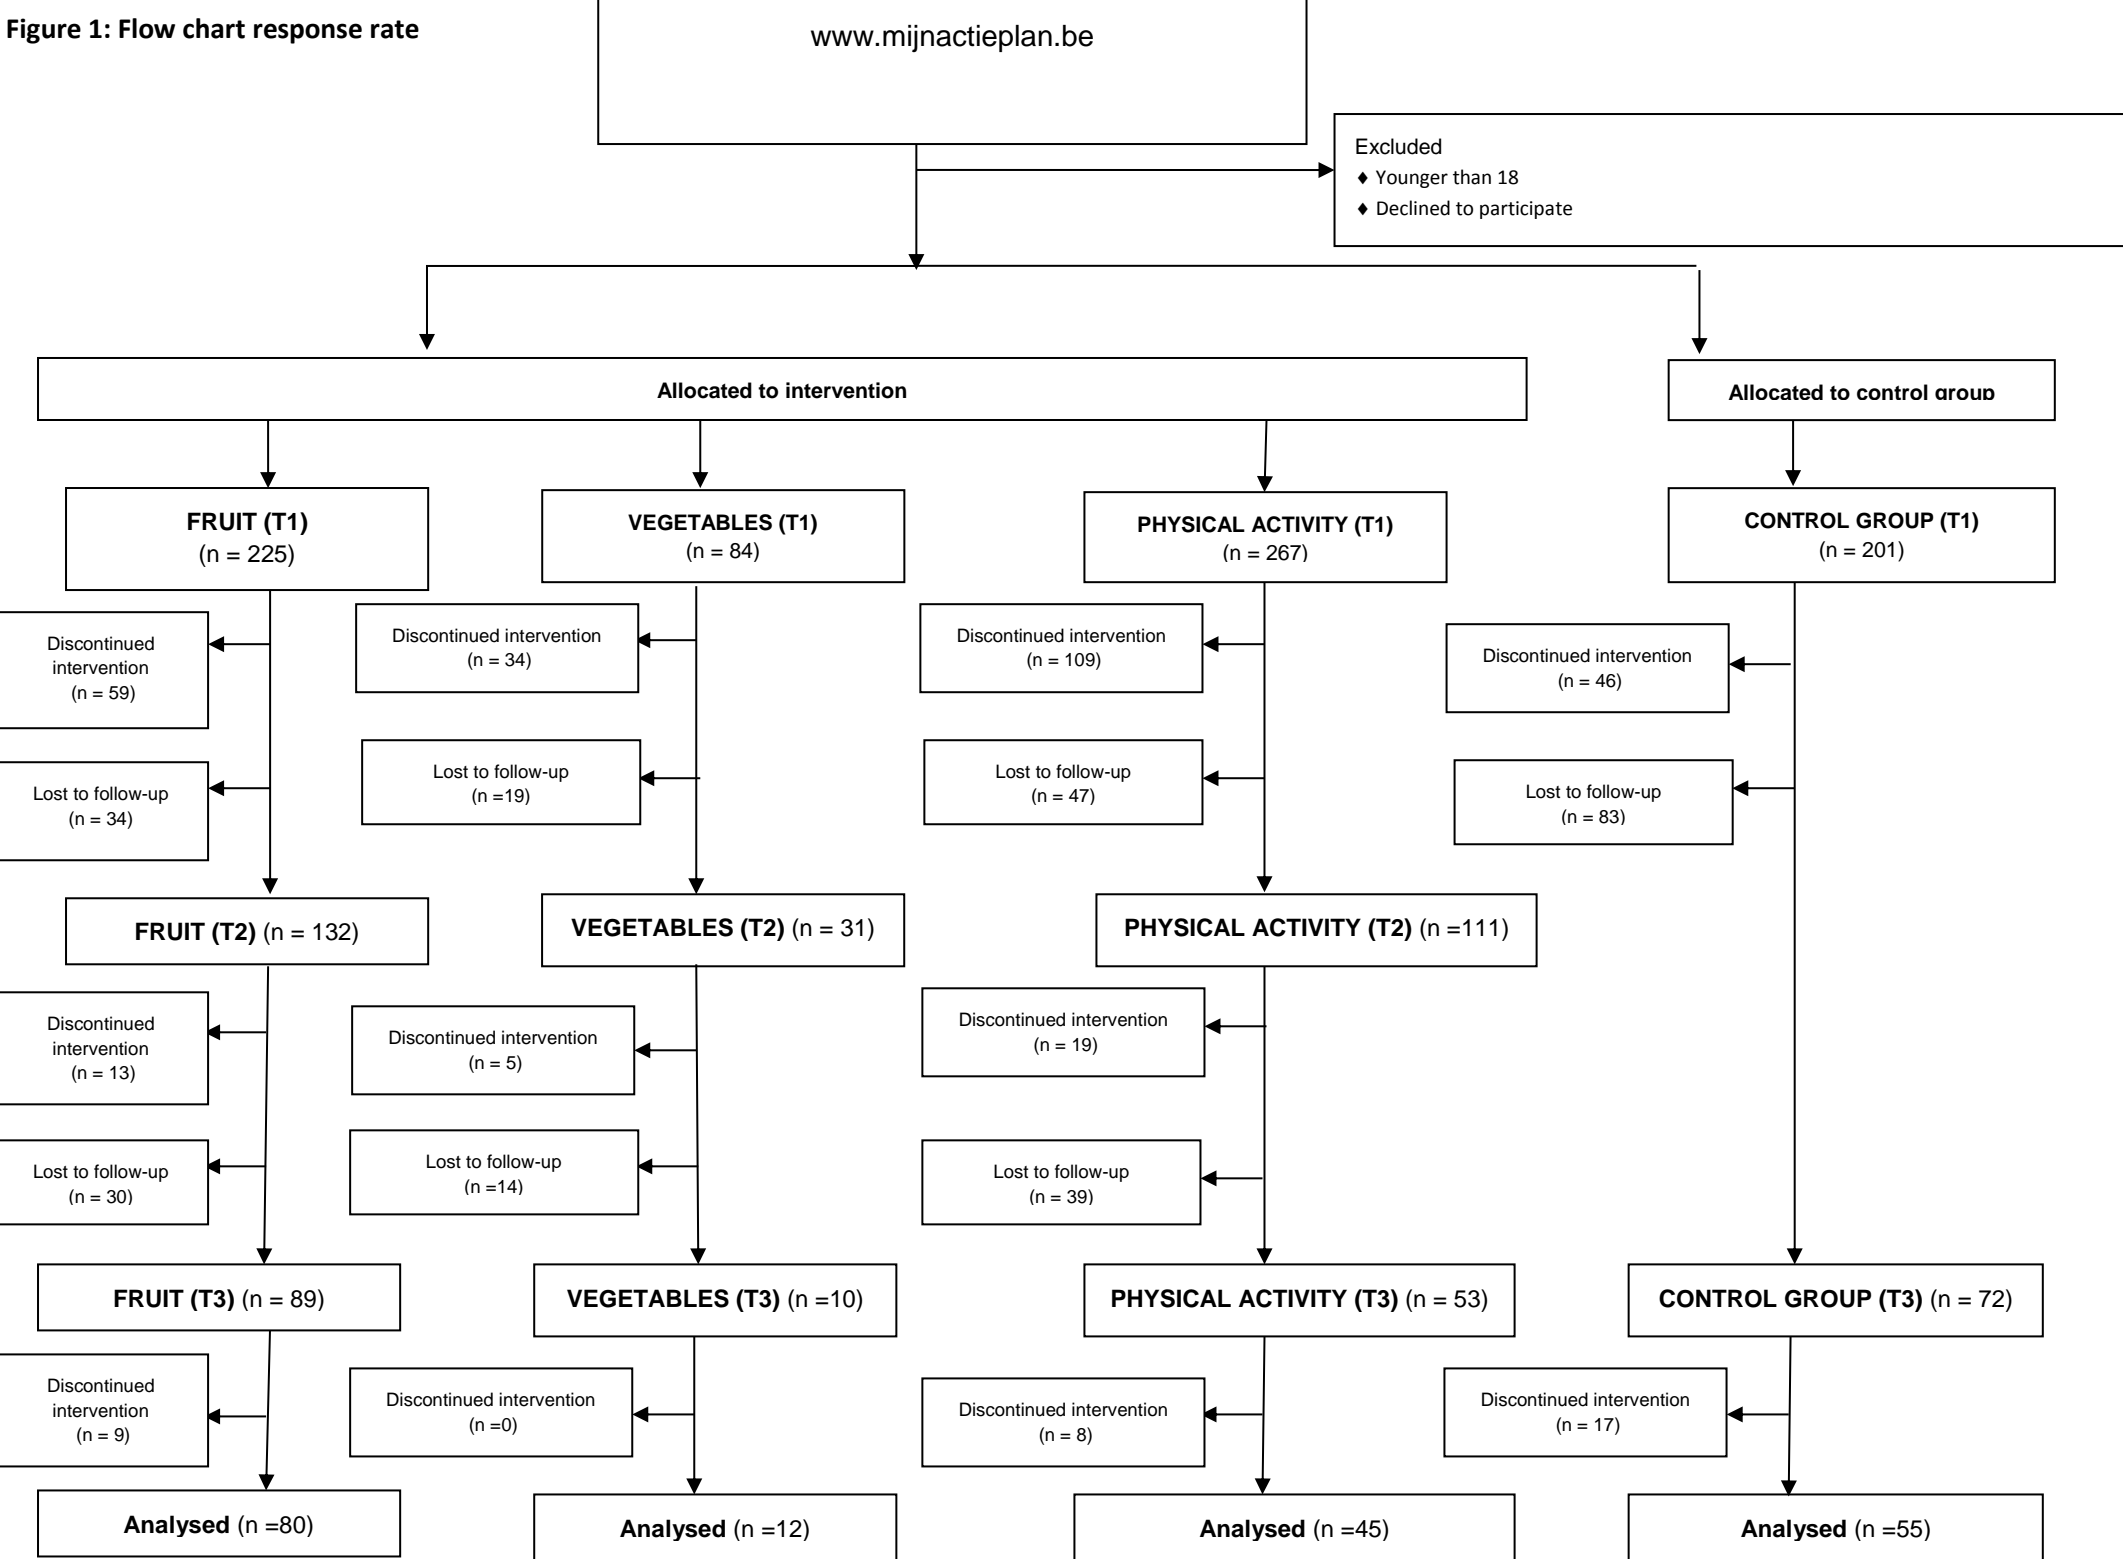 Figure 1: Flow chart response rate
www.mijnactieplan.be
Excluded
♦ Younger than 18
♦ Declined to participate
Allocated to intervention
Allocated to control group
FRUIT (T1)
(n = 225)
VEGETABLES (T1)
(n = 84)
PHYSICAL ACTIVITY (T1)
(n = 267)
CONTROL GROUP (T1)
(n = 201)
Discontinued
intervention
(n = 59)
Discontinued intervention
(n = 34)
Discontinued intervention
(n = 109)
Discontinued intervention
(n = 46)
Lost to follow-up
(n = 34)
Lost to follow-up
(n =19)
Lost to follow-up
(n = 47)
Lost to follow-up
(n = 83)
FRUIT (T2) (n = 132)
VEGETABLES (T2) (n = 31)
PHYSICAL ACTIVITY (T2) (n =111)
Discontinued
intervention
(n = 13)
Discontinued intervention
(n = 5)
Discontinued intervention
(n = 19)
Lost to follow-up
(n = 30)
Lost to follow-up
(n =14)
Lost to follow-up
(n = 39)
FRUIT (T3) (n = 89)
VEGETABLES (T3) (n =10)
PHYSICAL ACTIVITY (T3) (n = 53)
CONTROL GROUP (T3) (n = 72)
Discontinued
intervention
(n = 9)
Discontinued intervention
(n =0)
Discontinued intervention
(n = 8)
Discontinued intervention
(n = 17)
Analysed (n =80)
Analysed (n =12)
Analysed (n =45)
Analysed (n =55)